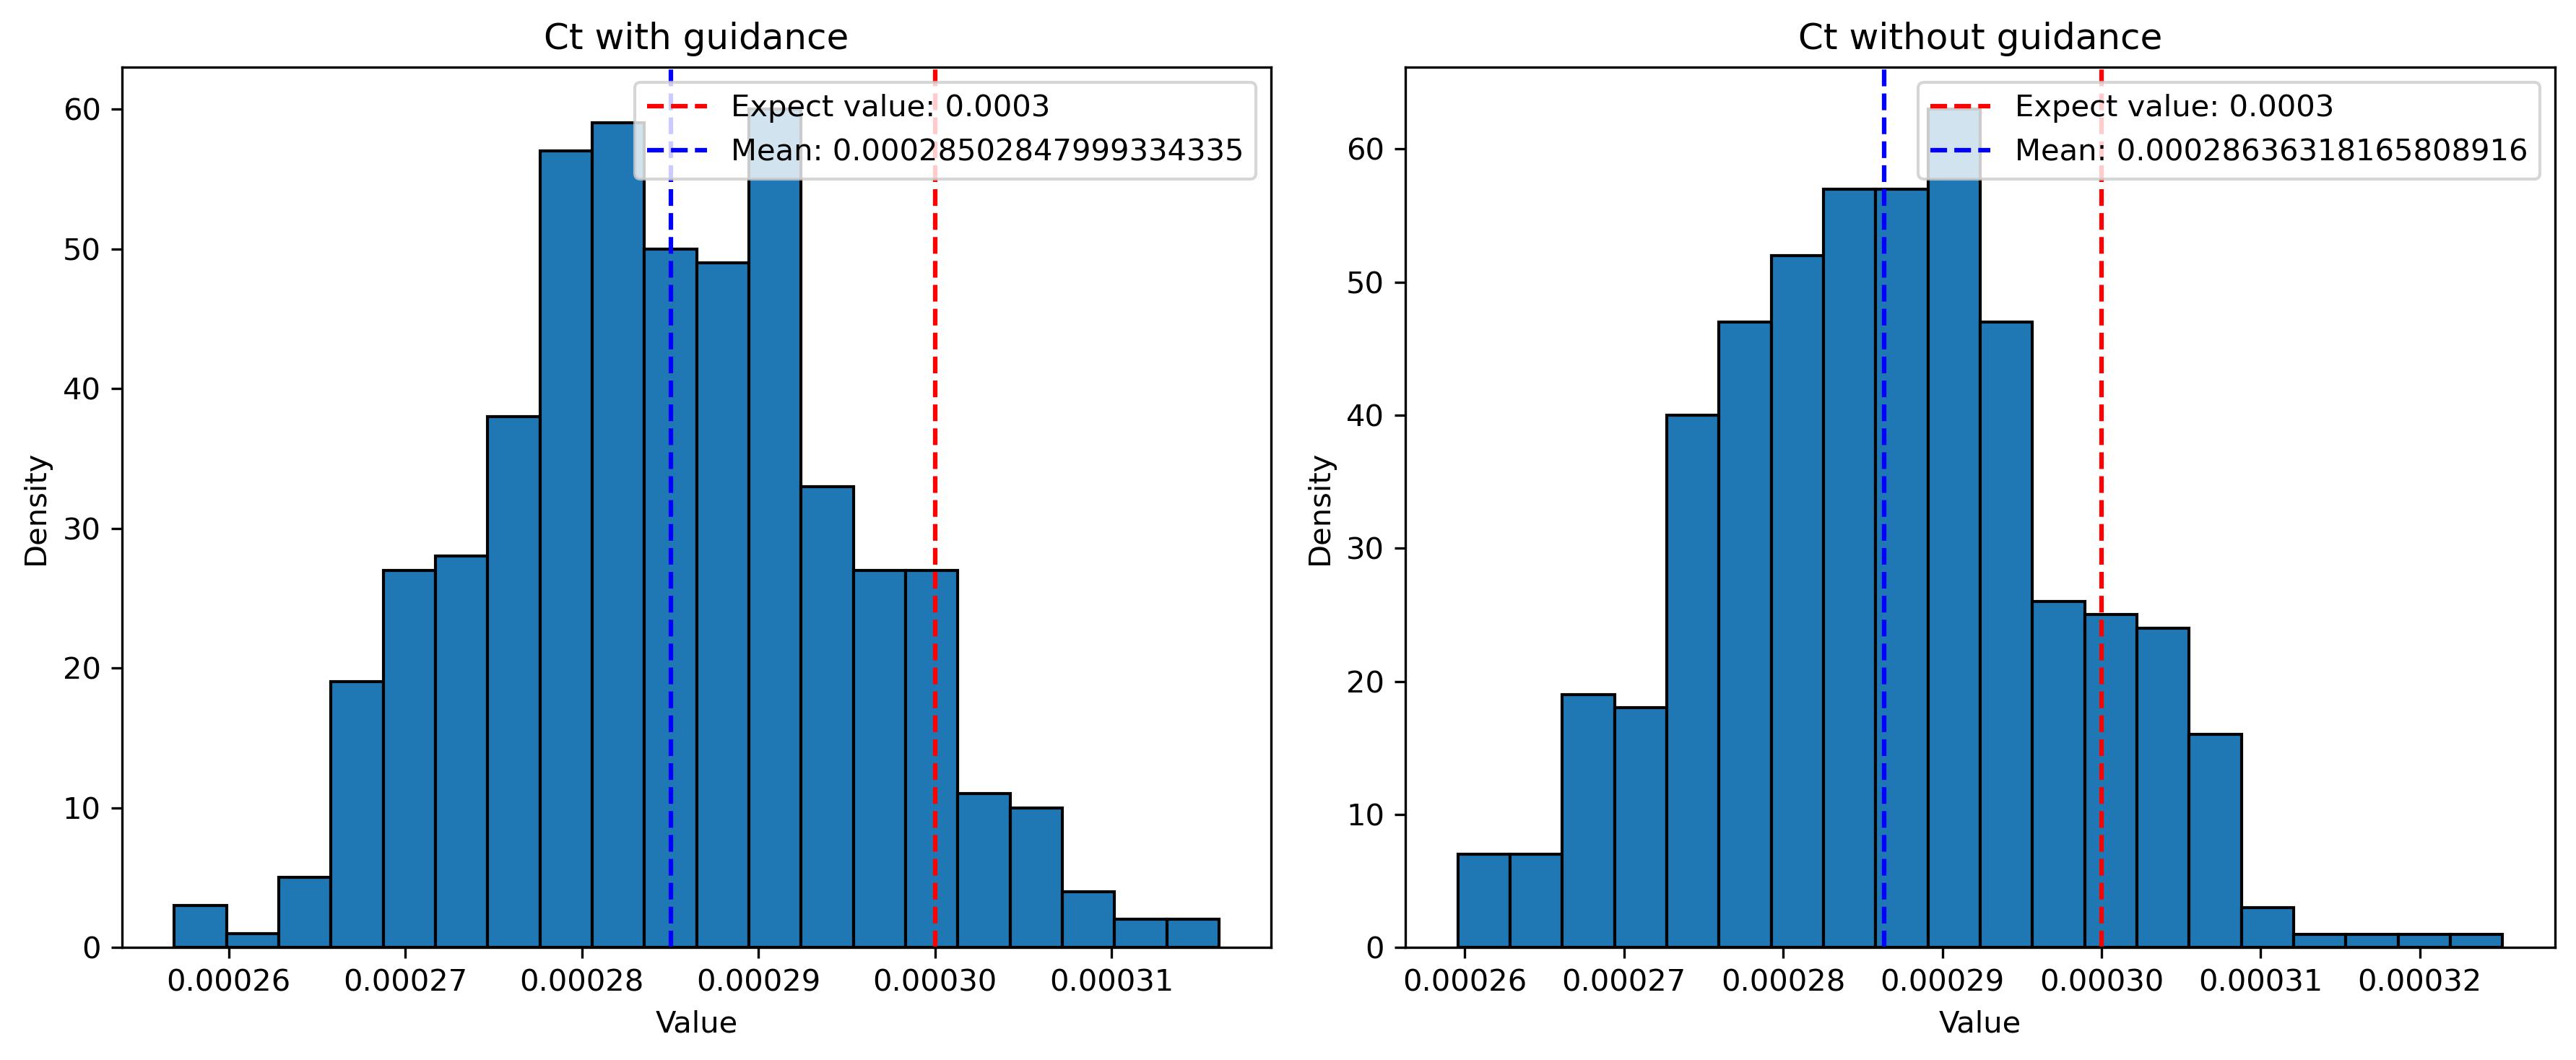 Ct with guidance
Expect value: 0.0003
Mean: 0.00028502847999334335
60
50
40
30
20
10
0
Density
0.00026 0.00027 0.00028 0.00029 0.00030 0.00031
Value
Ct without guidance
Expect value: 0.0003
Mean: 0.00028636318165808916
60
50
40
30
20
10
0
Density
0.00026 0.00027 0.00028 0.00029 0.00030 0.00031 0.00032
Value